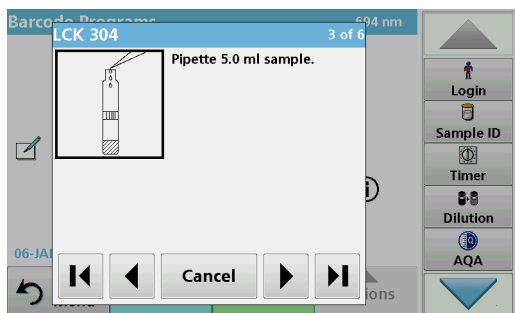 Barcode Programs
694 nm
LCK 304
3 of 6
Pipette 5.0 ml sample.
Login
Sample ID
Timer
Dilution
AQA
06-JA
Cancel
Menu
ions